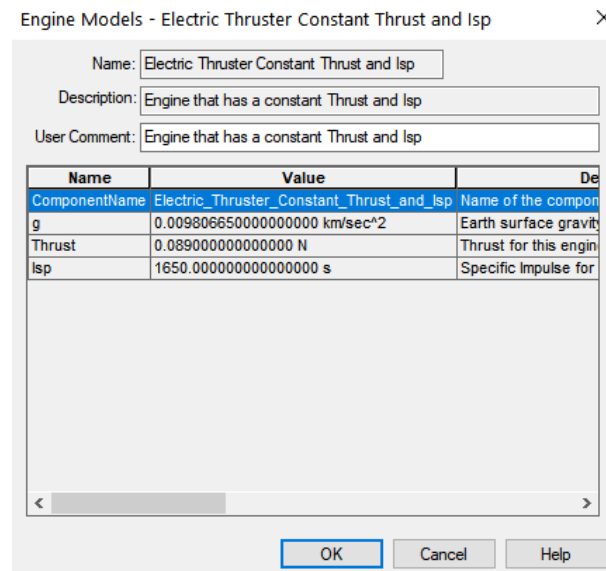 Engine Models - Electric Thruster Constant Thrust and Isp
Name: Electric Thruster Constant Thrust and Isp
Description: Engine that has a constant Thrust and Isp
User Comment: Engine that has a constant Thrust and Isp
Name Value De
ComponentName Electric_Thruster_Constant_Thrust_and_Isp Name of the compon
g 0.009806650000000000 km/sec^2 Earth surface gravity
Thrust 0.089000000000000 N Thrust for this engin
Isp 1650.000000000000000 s Specific Impulse for
OK Cancel Help